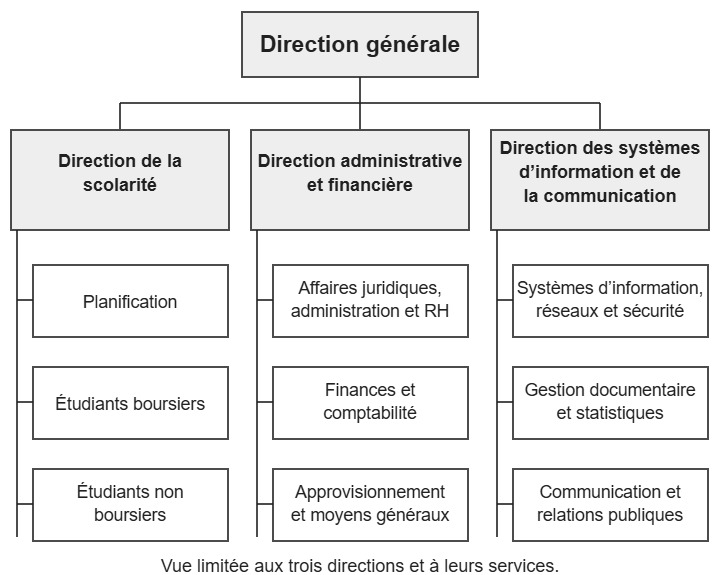 Direction générale
Direction de la
scolarité
Direction administrative
et financière
Direction des systèmes
d’information et de
la communication
Planification
Étudiants boursiers
Étudiants non
boursiers
Affaires juridiques,
administration et RH
Finances et
comptabilité
Approvisionnement
et moyens généraux
Systèmes d’information,
réseaux et sécurité
Gestion documentaire
et statistiques
Communication et
relations publiques
Vue limitée aux trois directions et à leurs services.